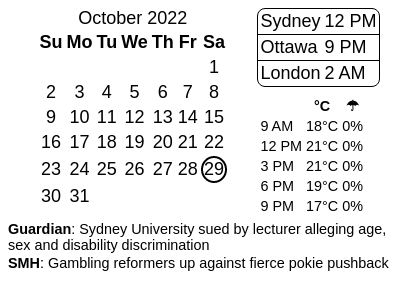 October 2022
Su Mo Tu We Th Fr Sa
1
2 3 4 5 6 7 8
9 10 11 12 13 14 15
16 17 18 19 20 21 22
23 24 25 26 27 28 29
30 31
Sydney 12 PM
Ottawa 9 PM
London 2 AM
°C ☂
9 AM 18°C 0%
12 PM 21°C 0%
3 PM 21°C 0%
6 PM 19°C 0%
9 PM 17°C 0%
Guardian: Sydney University sued by lecturer alleging age,
sex and disability discrimination
SMH: Gambling reformers up against fierce pokie pushback